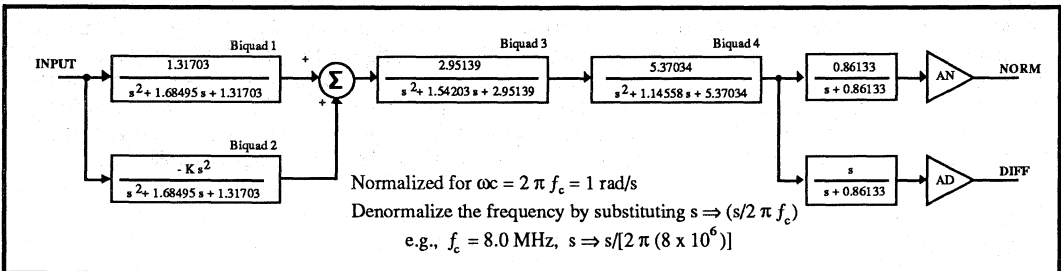 Biquad 1
1.31703
s² + 1.68495 s + 1.31703
INPUT
+
Σ
+
Biquad 2
- K s²
s² + 1.68495 s + 1.31703
Biquad 3
2.95139
s² + 1.54203 s + 2.95139
Biquad 4
5.37034
s² + 1.14558 s + 5.37034
0.86133
s + 0.86133
AN
NORM
s
s + 0.86133
AD
DIFF
Normalized for ωc = 2 π f_c = 1 rad/s
Denormalize the frequency by substituting s ⇒ (s/2 π f_c)
e.g., f_c = 8.0 MHz, s ⇒ s/[2 π (8 x 10⁶)]